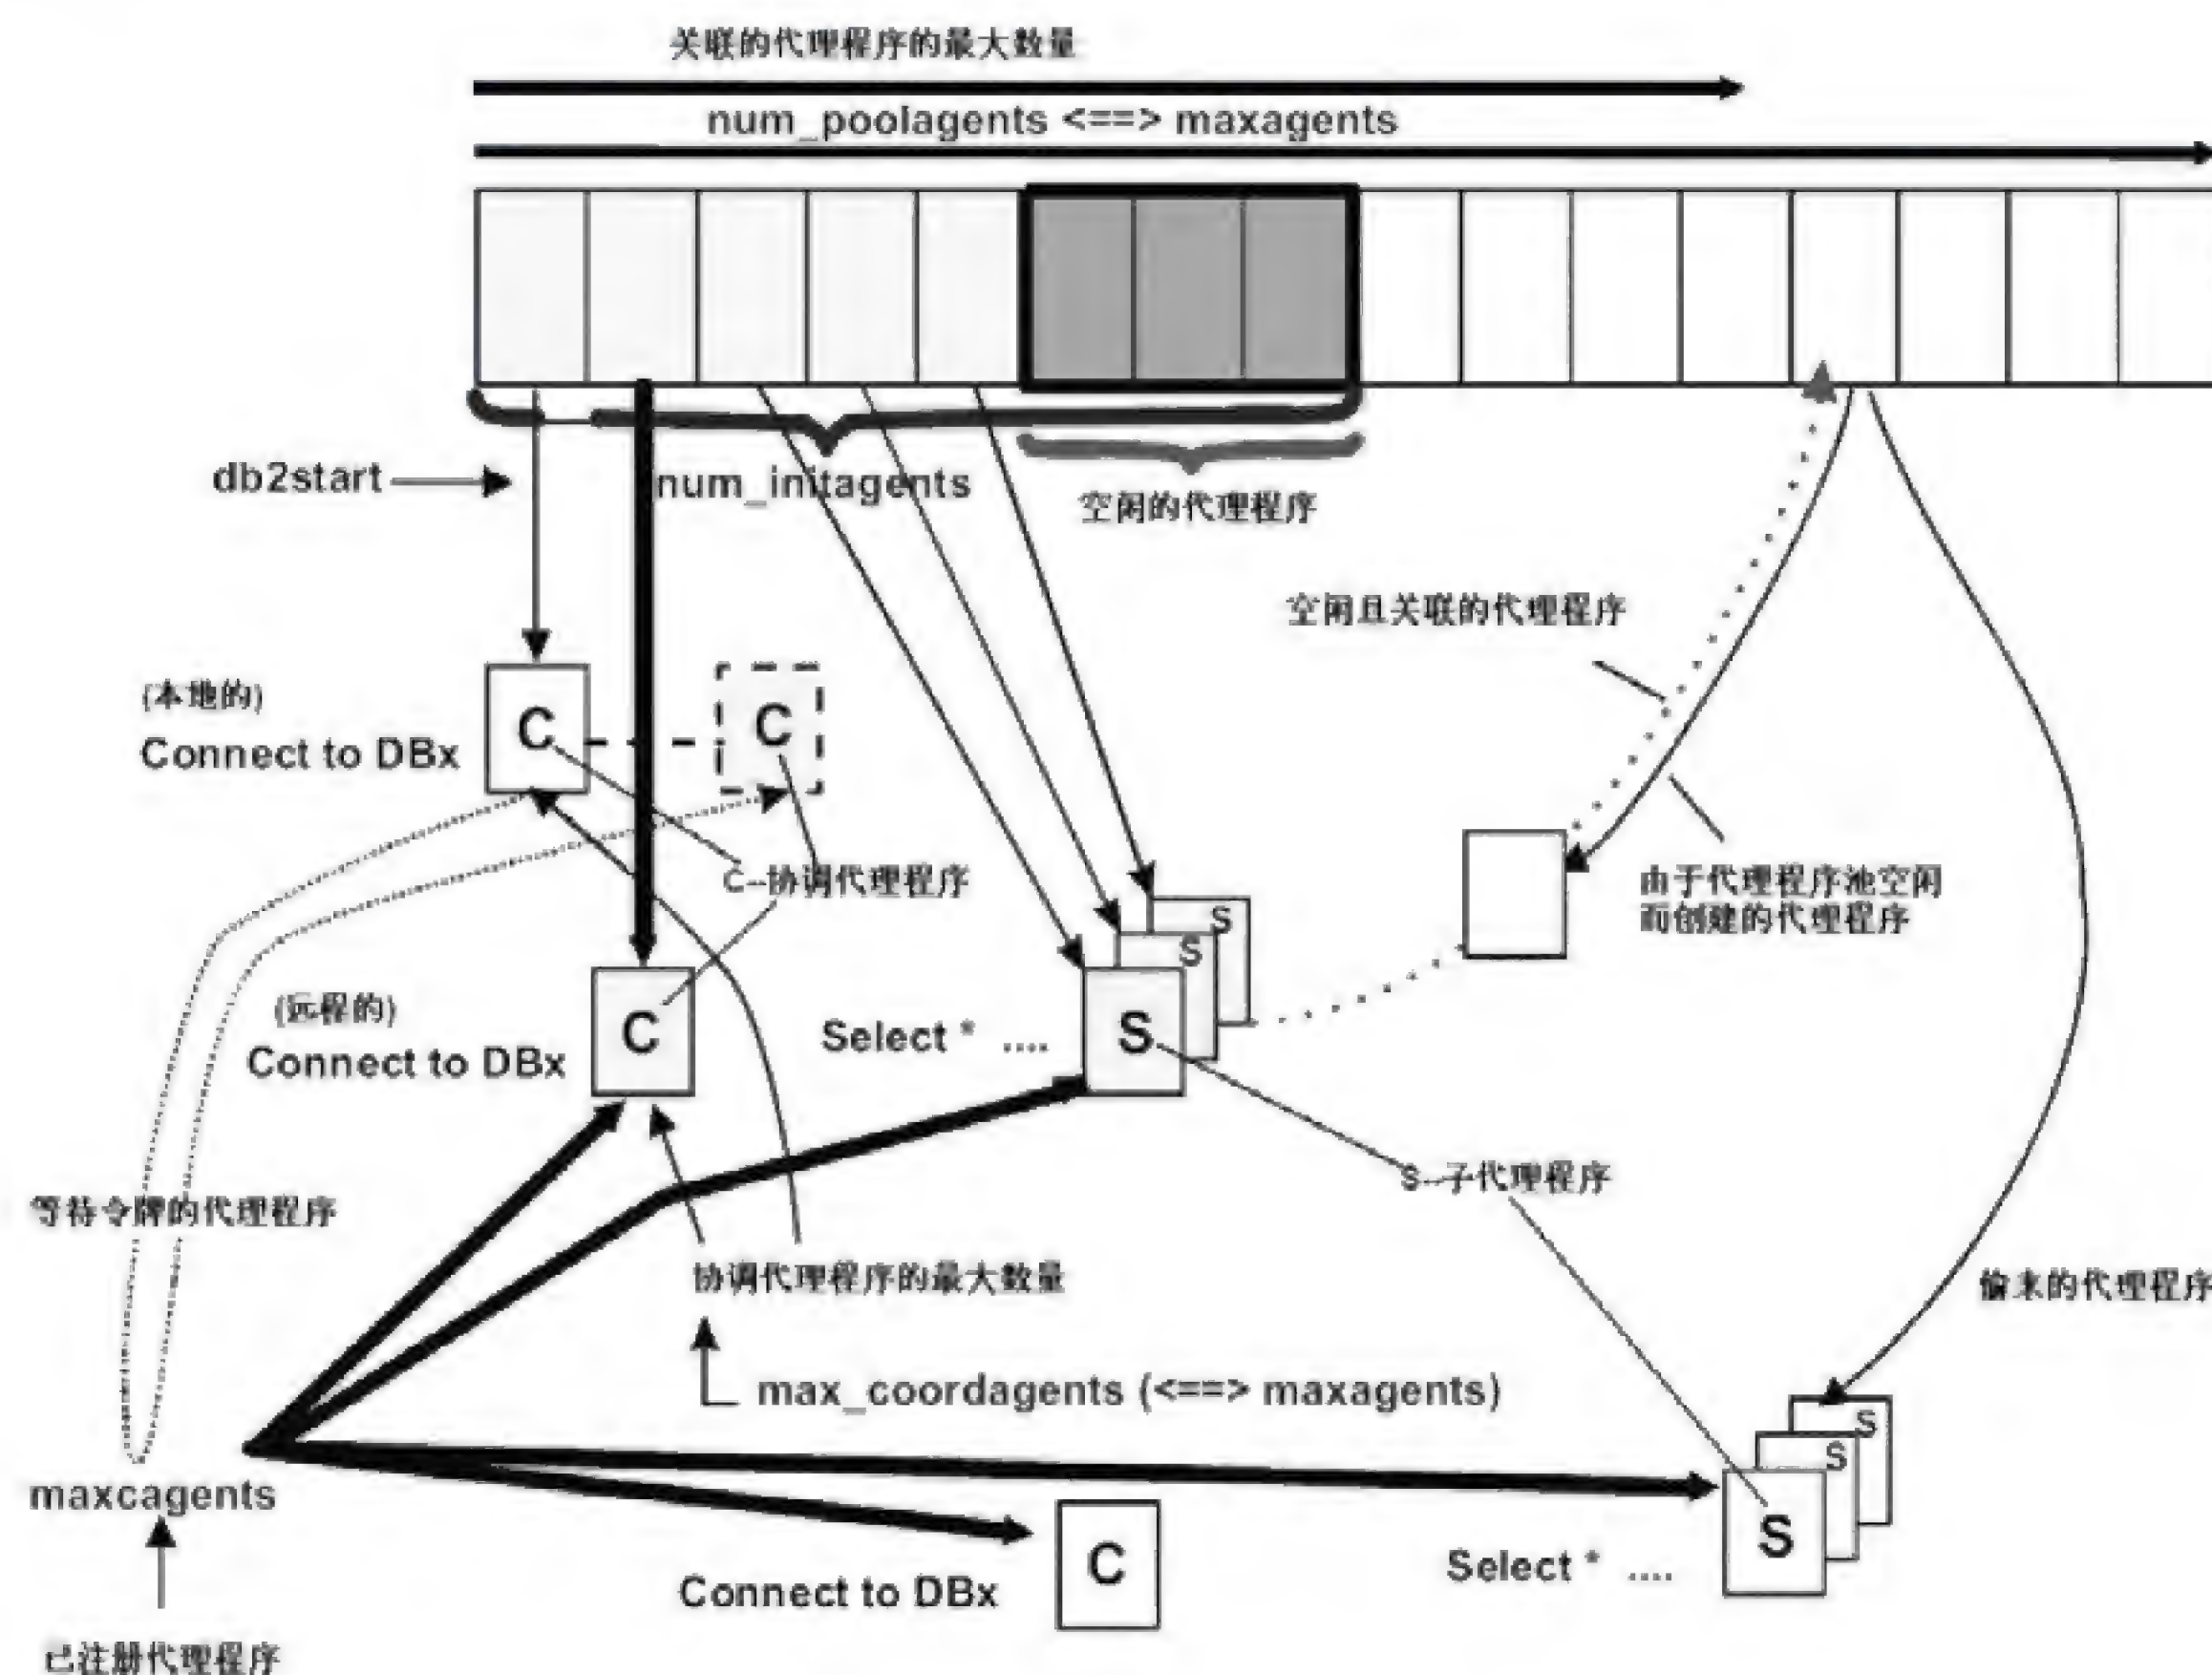 关联的代理程序的最大数量
num_poolagents <==> maxagents
db2start
num_initagents
空闲的代理程序
空闲且关联的代理程序
(本地的)
Connect to DBx
C
C
C--协调代理程序
由于代理程序池空闲
而创建的代理程序
(远程的)
Connect to DBx
C
Select * ....
S
S
S
S--子代理程序
等待令牌的代理程序
协调代理程序的最大数量
偷来的代理程序
max_coordagents (<==> maxagents)
maxcagents
已注册代理程序
Connect to DBx
C
Select * ....
S
S
S